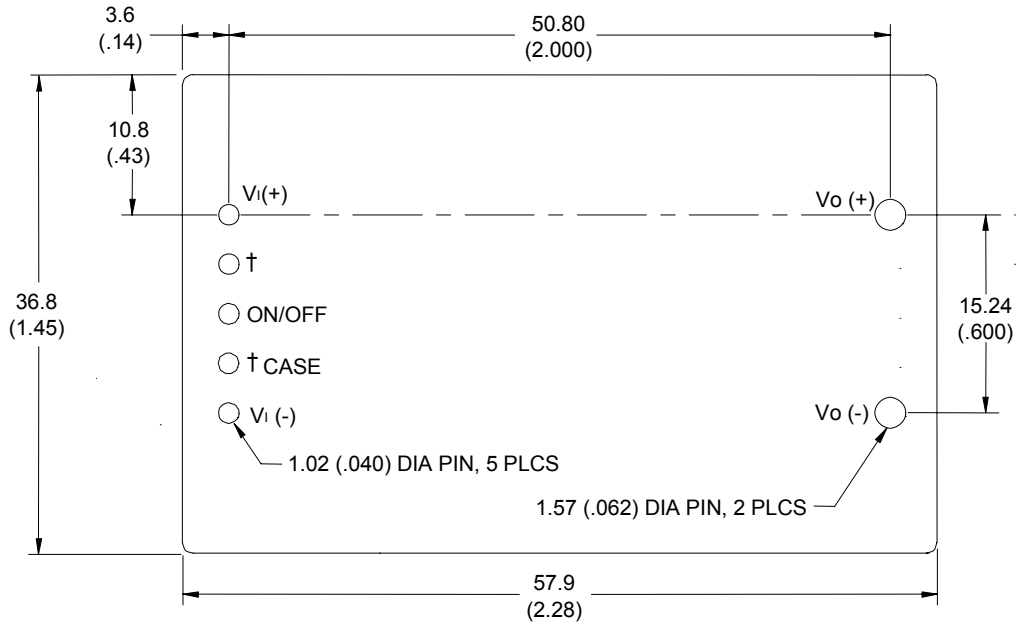 3.6
(.14)
50.80
(2.000)
10.8
(.43)
VI(+)
Vo (+)
†
36.8
(1.45)
ON/OFF
15.24
(.600)
† CASE
VI (-)
Vo (-)
1.02 (.040) DIA PIN, 5 PLCS
1.57 (.062) DIA PIN, 2 PLCS
57.9
(2.28)